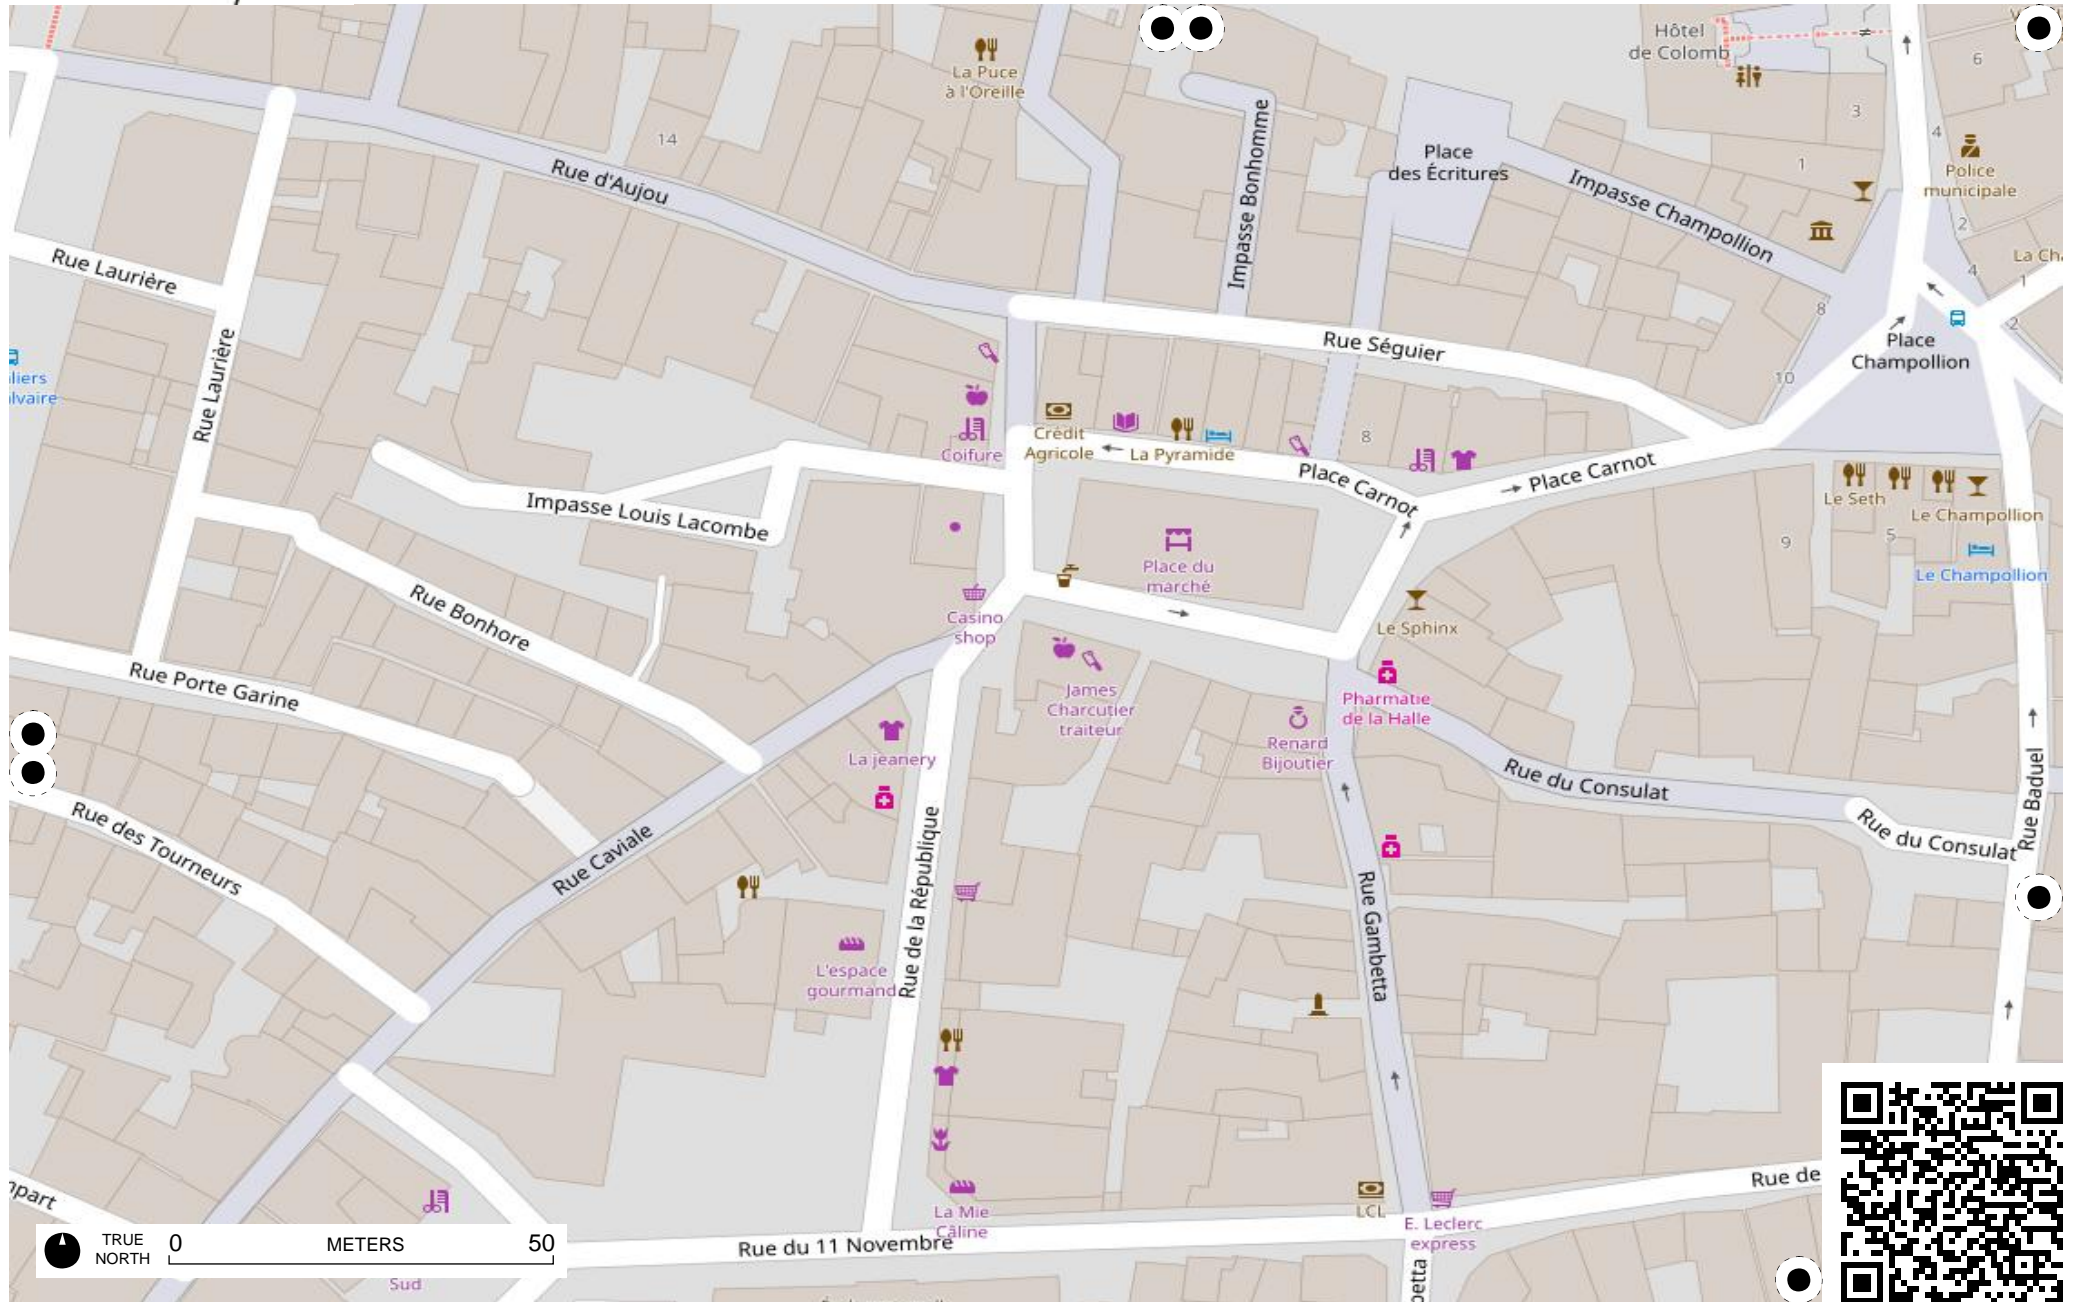 Hôtel
de Colomb
La Puce
à l'Oreille
6
3
4
14
Place
des Écritures
Rue d'Aujou
Impasse Bonhomme
Impasse Champollion
1
Police
municipale
2
Rue Laurière
La Ch
4
1
8
2
Rue Laurière
Rue Séguier
Place
Champollion
liers
lvaire
10
Coifure
Crédit
Agricole
La Pyramide
8
Place Carnot
Place Carnot
Impasse Louis Lacombe
Le Seth
Le Champollion
9
5
Place du
marché
Le Champollion
Rue Bonhore
Casino
shop
Le Sphinx
Rue Porte Garine
James
Charcutier
traiteur
Pharmatie
de la Halle
La jeanery
Renard
Bijoutier
Rue du Consulat
Rue Baduel
Rue des Tourneurs
Rue Caviale
Rue de la République
Rue du Consulat
Rue Gambetta
L'espace
gourmand
npart
Rue de
La Mie
Câline
LCL
E. Leclerc
express
Rue du 11 Novembre
TRUE
NORTH
0
METERS
50
Sud
betta